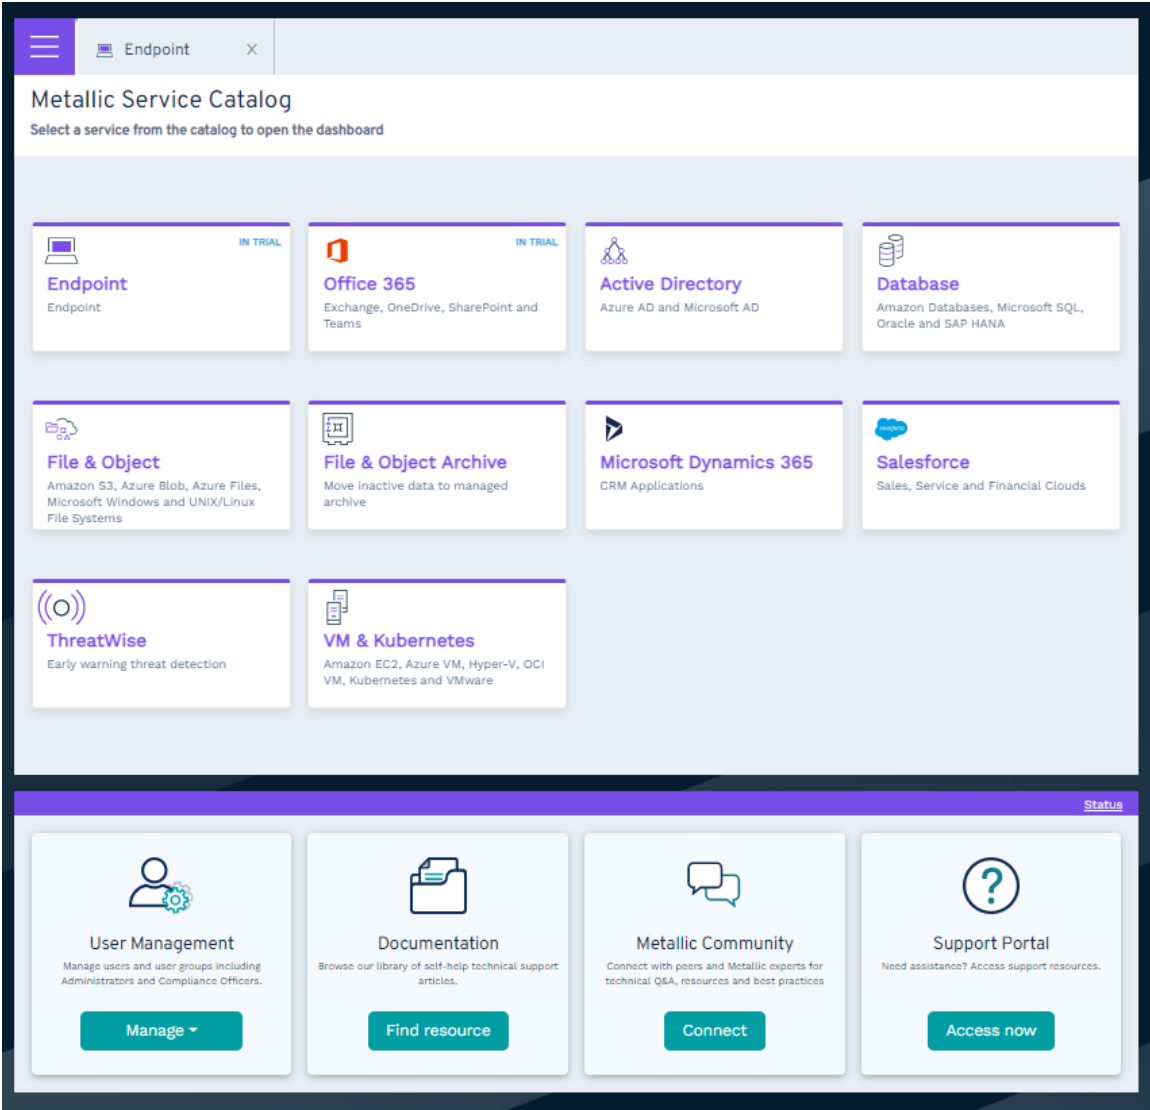 Endpoint X
Metallic Service Catalog
Select a service from the catalog to open the dashboard
IN TRIAL
Endpoint
Endpoint
IN TRIAL
Office 365
Exchange, OneDrive, SharePoint and
Teams
Active Directory
Azure AD and Microsoft AD
Database
Amazon Databases, Microsoft SQL,
Oracle and SAP HANA
File & Object
Amazon S3, Azure Blob, Azure Files,
Microsoft Windows and UNIX/Linux
File Systems
File & Object Archive
Move inactive data to managed
archive
Microsoft Dynamics 365
CRM Applications
salesforce
Salesforce
Sales, Service and Financial Clouds
ThreatWise
Early warning threat detection
VM & Kubernetes
Amazon EC2, Azure VM, Hyper-V, OCI
VM, Kubernetes and VMware
Status
User Management
Manage users and user groups including
Administrators and Compliance Officers.
Manage
Documentation
Browse our library of self-help technical support
articles.
Find resource
Metallic Community
Connect with peers and Metallic experts for
technical Q&A, resources and best practices
Connect
?
Support Portal
Need assistance? Access support resources.
Access now